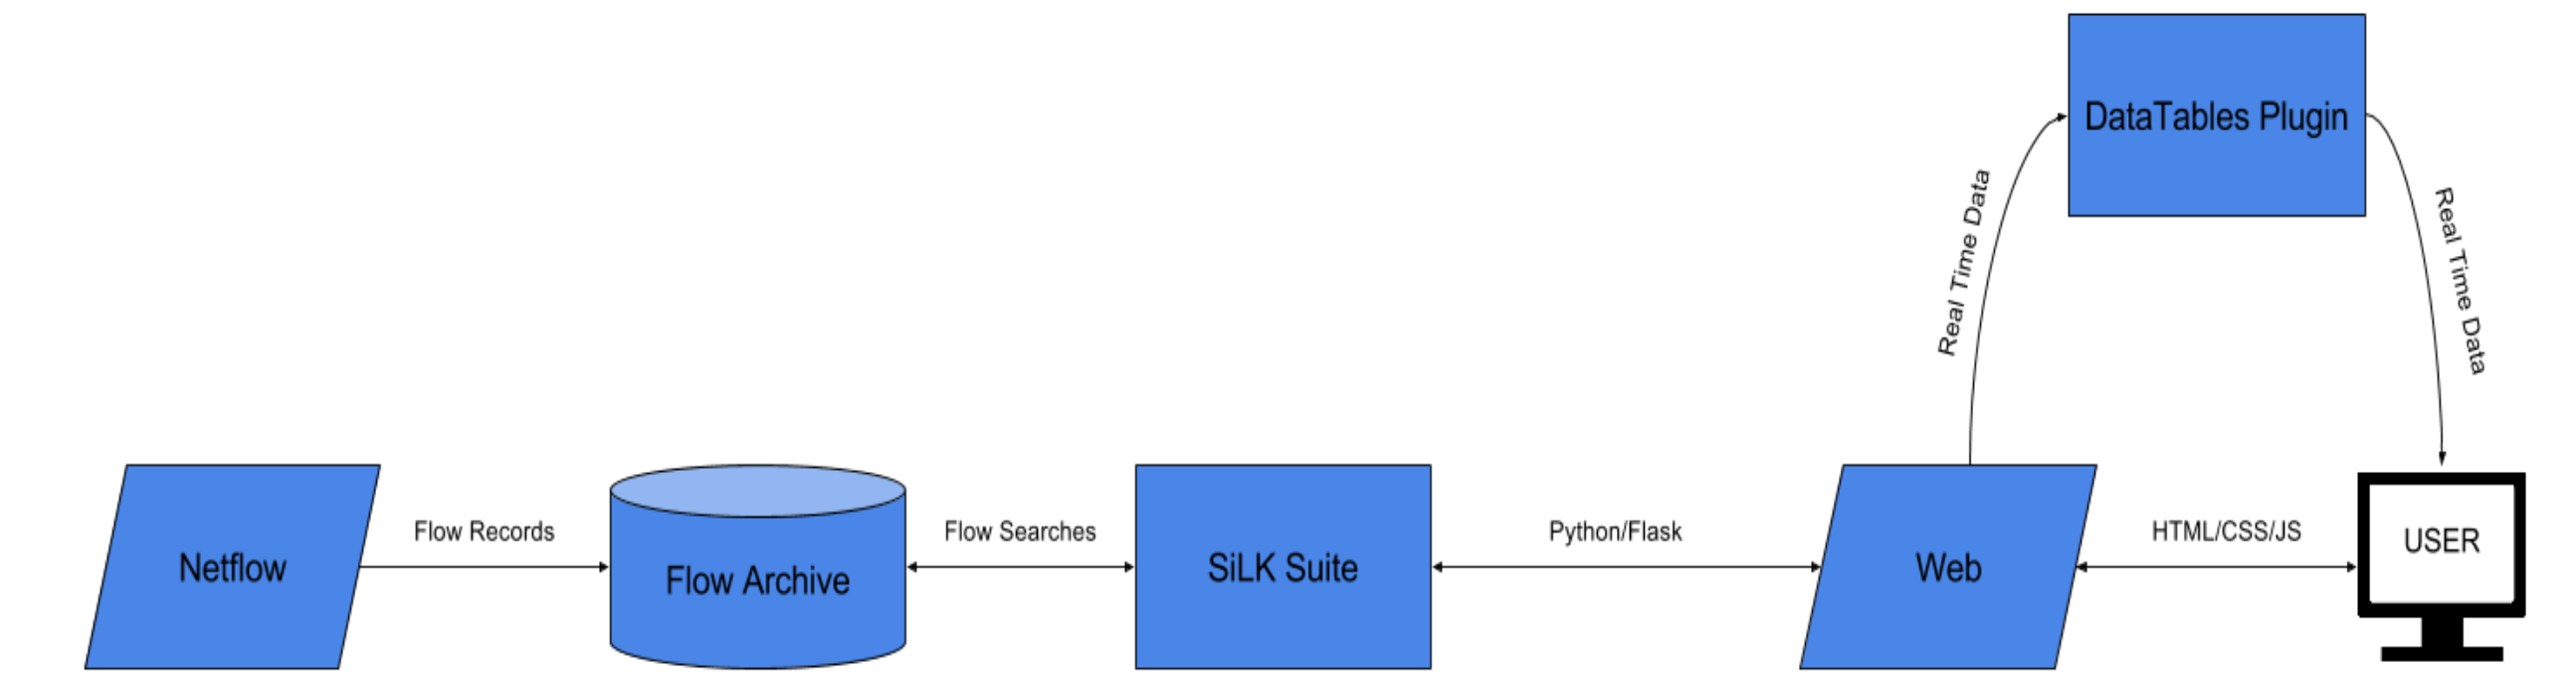 DataTables Plugin
Real Time Data
Real Time Data
Netflow
Flow Records
Flow Archive
Flow Searches
SiLK Suite
Python/Flask
Web
HTML/CSS/JS
USER